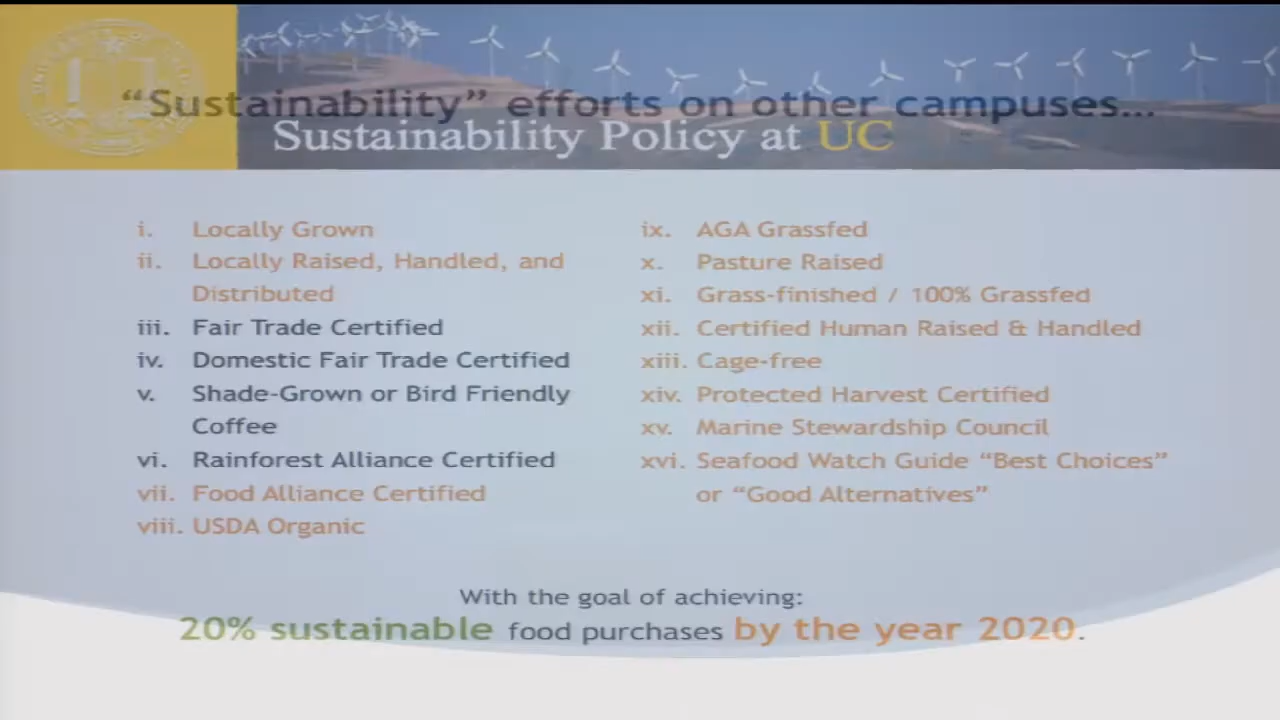 “Sustainability” efforts on other campuses...
Sustainability Policy at UC
i. Locally Grown
ii. Locally Raised, Handled, and
Distributed
iii. Fair Trade Certified
iv. Domestic Fair Trade Certified
v. Shade-Grown or Bird Friendly
Coffee
vi. Rainforest Alliance Certified
vii. Food Alliance Certified
viii. USDA Organic
ix. AGA Grassfed
x. Pasture Raised
xi. Grass-finished / 100% Grassfed
xii. Certified Human Raised & Handled
xiii. Cage-free
xiv. Protected Harvest Certified
xv. Marine Stewardship Council
xvi. Seafood Watch Guide “Best Choices”
or “Good Alternatives”
With the goal of achieving:
20% sustainable food purchases by the year 2020.